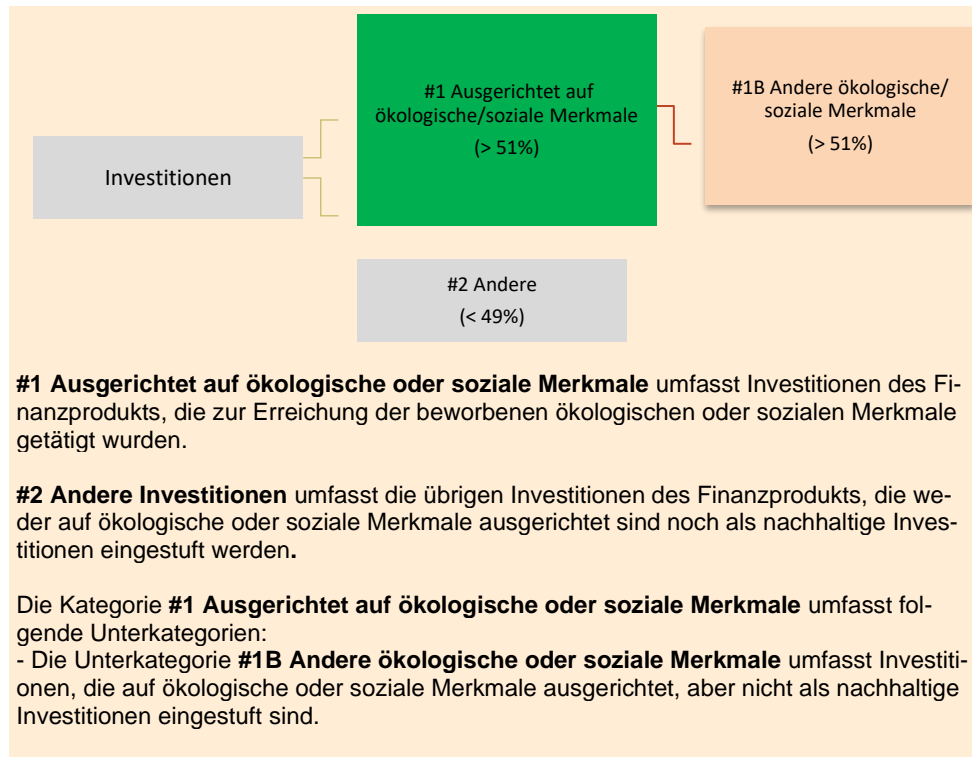 #1 Ausgerichtet auf
ökologische/soziale Merkmale
(> 51%)
#1B Andere ökologische/
soziale Merkmale
(> 51%)
Investitionen
#2 Andere
(< 49%)
#1 Ausgerichtet auf ökologische oder soziale Merkmale umfasst Investitionen des Fi-
nanzprodukts, die zur Erreichung der beworbenen ökologischen oder sozialen Merkmale
getätigt wurden.
#2 Andere Investitionen umfasst die übrigen Investitionen des Finanzprodukts, die we-
der auf ökologische oder soziale Merkmale ausgerichtet sind noch als nachhaltige Inves-
titionen eingestuft werden.
Die Kategorie #1 Ausgerichtet auf ökologische oder soziale Merkmale umfasst fol-
gende Unterkategorien:
- Die Unterkategorie #1B Andere ökologische oder soziale Merkmale umfasst Investiti-
onen, die auf ökologische oder soziale Merkmale ausgerichtet, aber nicht als nachhaltige
Investitionen eingestuft sind.